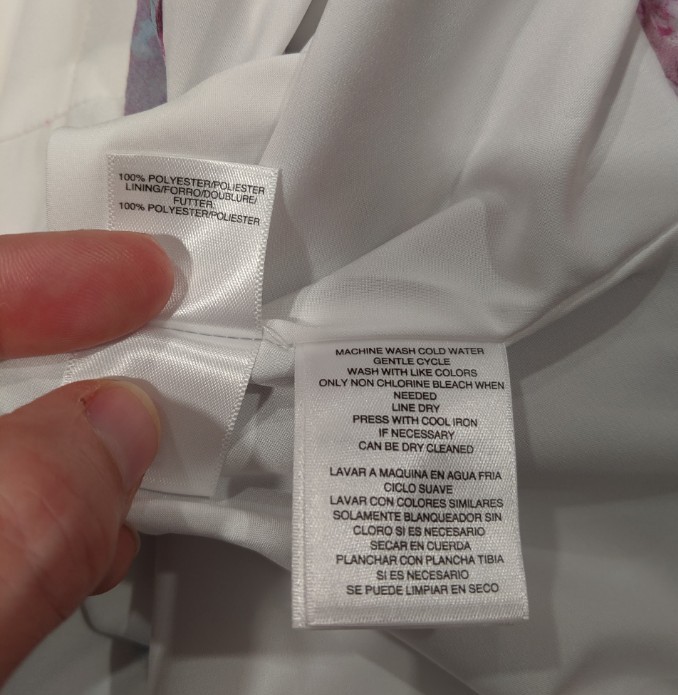 100% POLYESTER/POLIESTER
LINING/FORRO/DOUBLURE/
FUTTER:
100% POLYESTER/POLIESTER
MACHINE WASH COLD WATER
GENTLE CYCLE
WASH WITH LIKE COLORS
ONLY NON CHLORINE BLEACH WHEN
NEEDED
LINE DRY
PRESS WITH COOL IRON
IF NECESSARY
CAN BE DRY CLEANED
LAVAR A MAQUINA EN AGUA FRIA
CICLO SUAVE
LAVAR CON COLORES SIMILARES
SOLAMENTE BLANQUEADOR SIN
CLORO SI ES NECESARIO
SECAR EN CUERDA
PLANCHAR CON PLANCHA TIBIA
SI ES NECESARIO
SE PUEDE LIMPIAR EN SECO